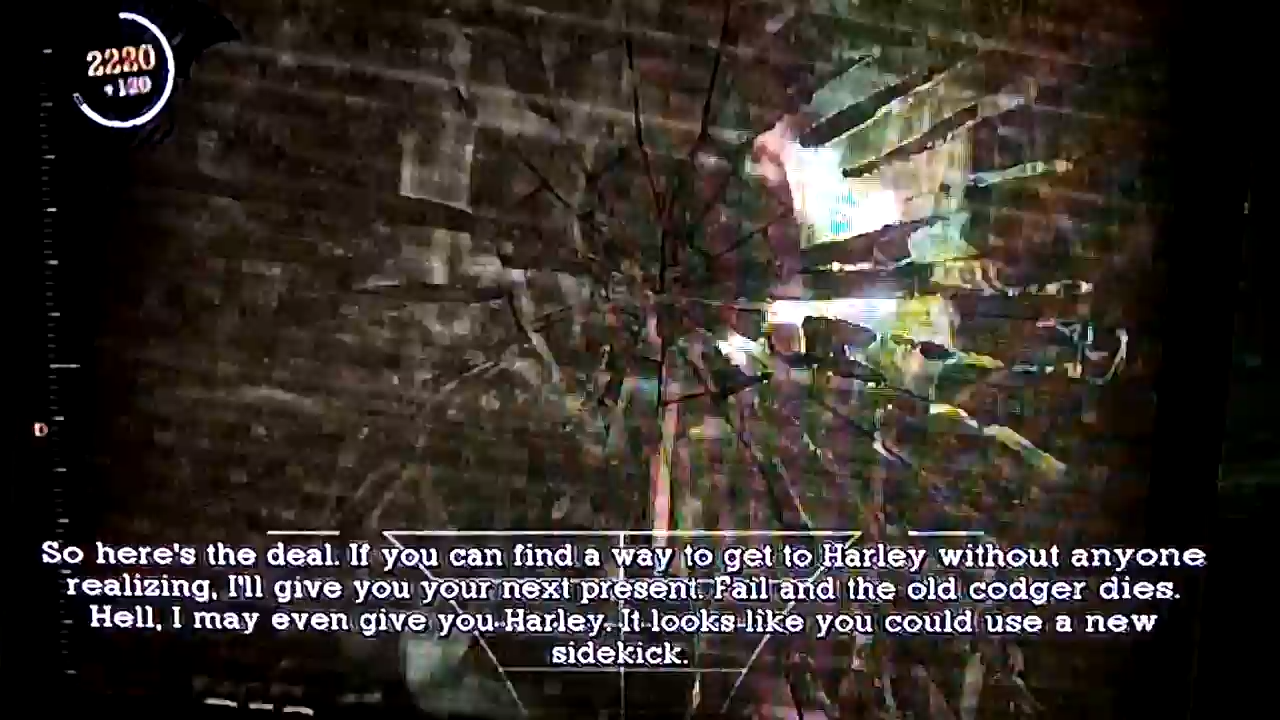 2220
+120
So here's the deal. If you can find a way to get to Harley without anyone
realizing, I'll give you your next present. Fail and the old codger dies.
Hell, I may even give you Harley. It looks like you could use a new
sidekick.